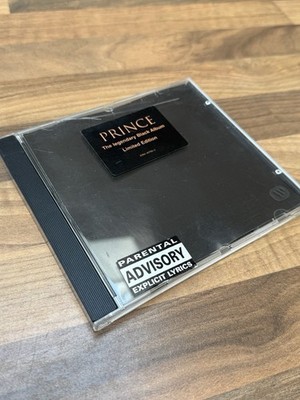 PRINCE
The legendary Black Album
Limited Edition
PARENTAL
ADVISORY
EXPLICIT LYRICS